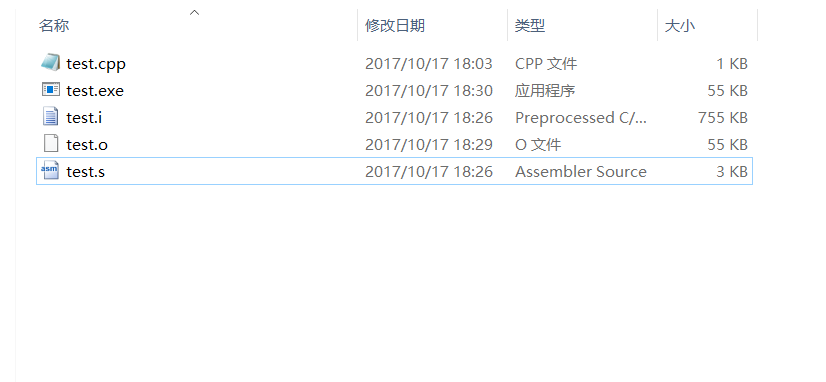 名称 修改日期 类型 大小
test.cpp 2017/10/17 18:03 CPP 文件 1 KB
test.exe 2017/10/17 18:30 应用程序 55 KB
test.i 2017/10/17 18:26 Preprocessed C/... 755 KB
test.o 2017/10/17 18:29 O 文件 55 KB
asm test.s 2017/10/17 18:26 Assembler Source 3 KB